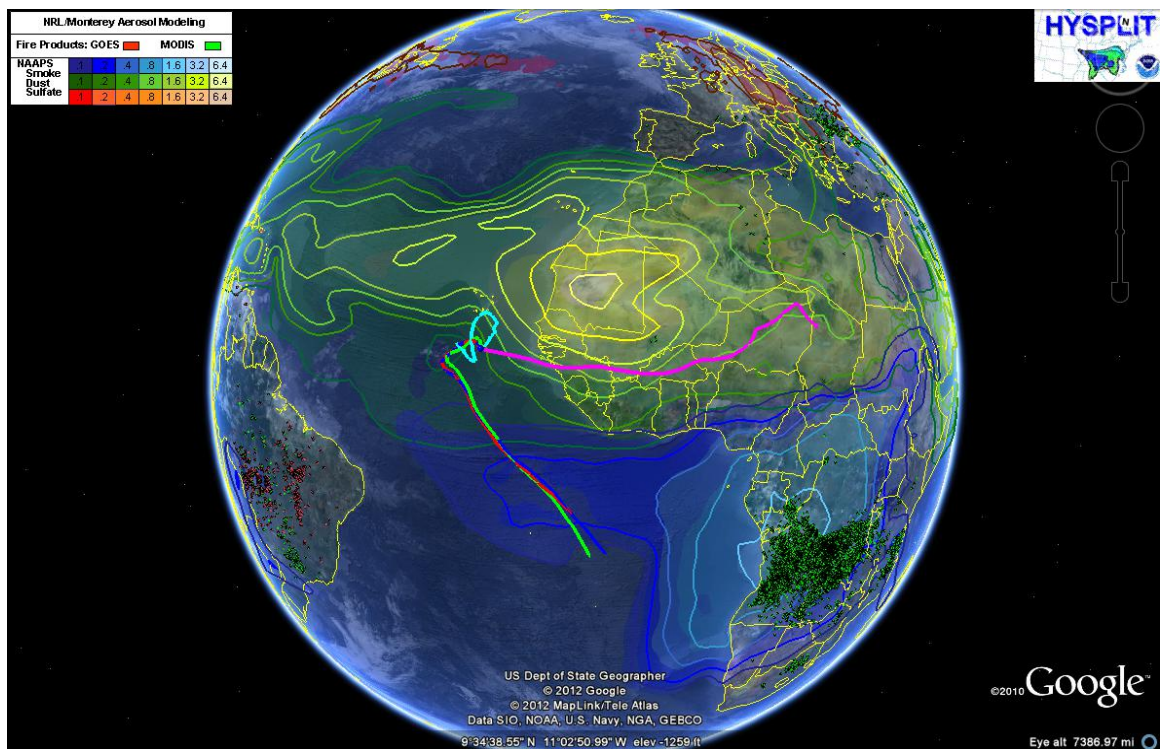 NRL/Monterey Aerosol Modeling
Fire Products: GOES MODIS
NAAPS
Smoke .1 .2 .4 .8 1.6 3.2 6.4
Dust .1 .2 .4 .8 1.6 3.2 6.4
Sulfate .1 .2 .4 .8 1.6 3.2 6.4
HYSPLIT
N
US Dept of State Geographer
© 2012 Google
© 2012 MapLink/Tele Atlas
Data SIO, NOAA, U.S. Navy, NGA, GEBCO
©2010 Google™
9°34'38.55" N 11°02'50.99" W elev -1259 ft
Eye alt 7386.97 mi